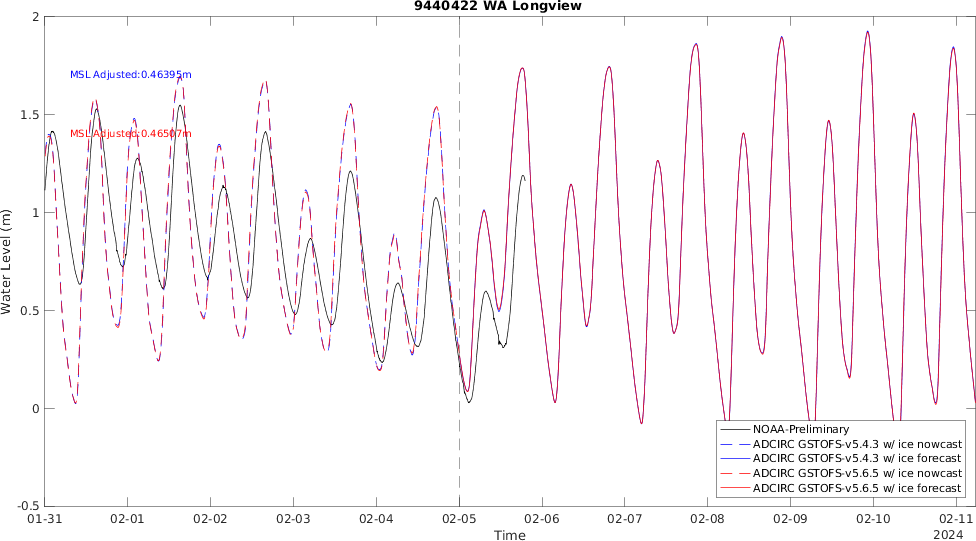 9440422 WA Longview
MSL Adjusted:0.46395m
MSL Adjusted:0.46507m
Water Level (m)
2
1.5
1
0.5
0
-0.5
01-31
02-01
02-02
02-03
02-04
02-05
02-06
02-07
02-08
02-09
02-10
02-11
Time
2024
NOAA-Preliminary
ADCIRC GSTOFS-v5.4.3 w/ ice nowcast
ADCIRC GSTOFS-v5.4.3 w/ ice forecast
ADCIRC GSTOFS-v5.6.5 w/ ice nowcast
ADCIRC GSTOFS-v5.6.5 w/ ice forecast